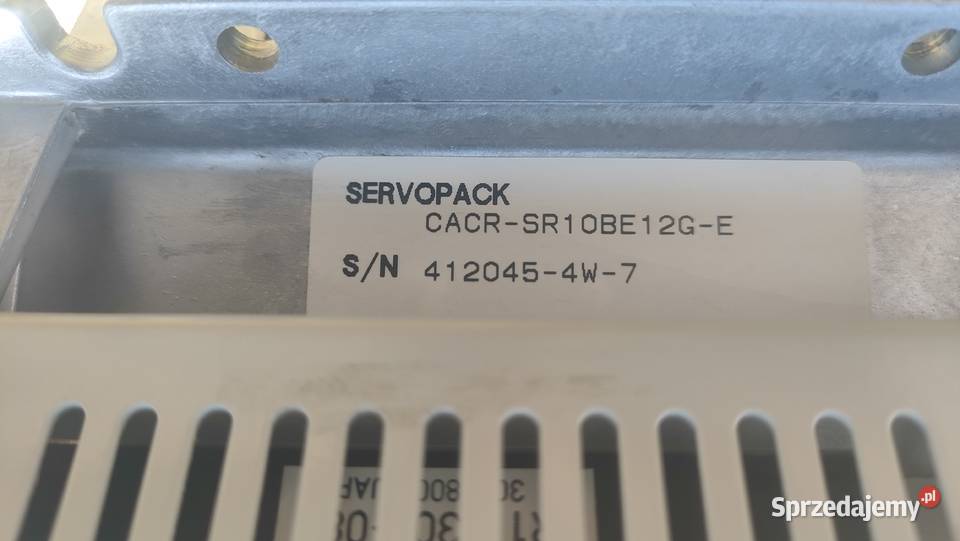 SERVOPACK
CACR-SR10BE12G-E
S/N 412045-4W-7
Sprzedajemy.pl